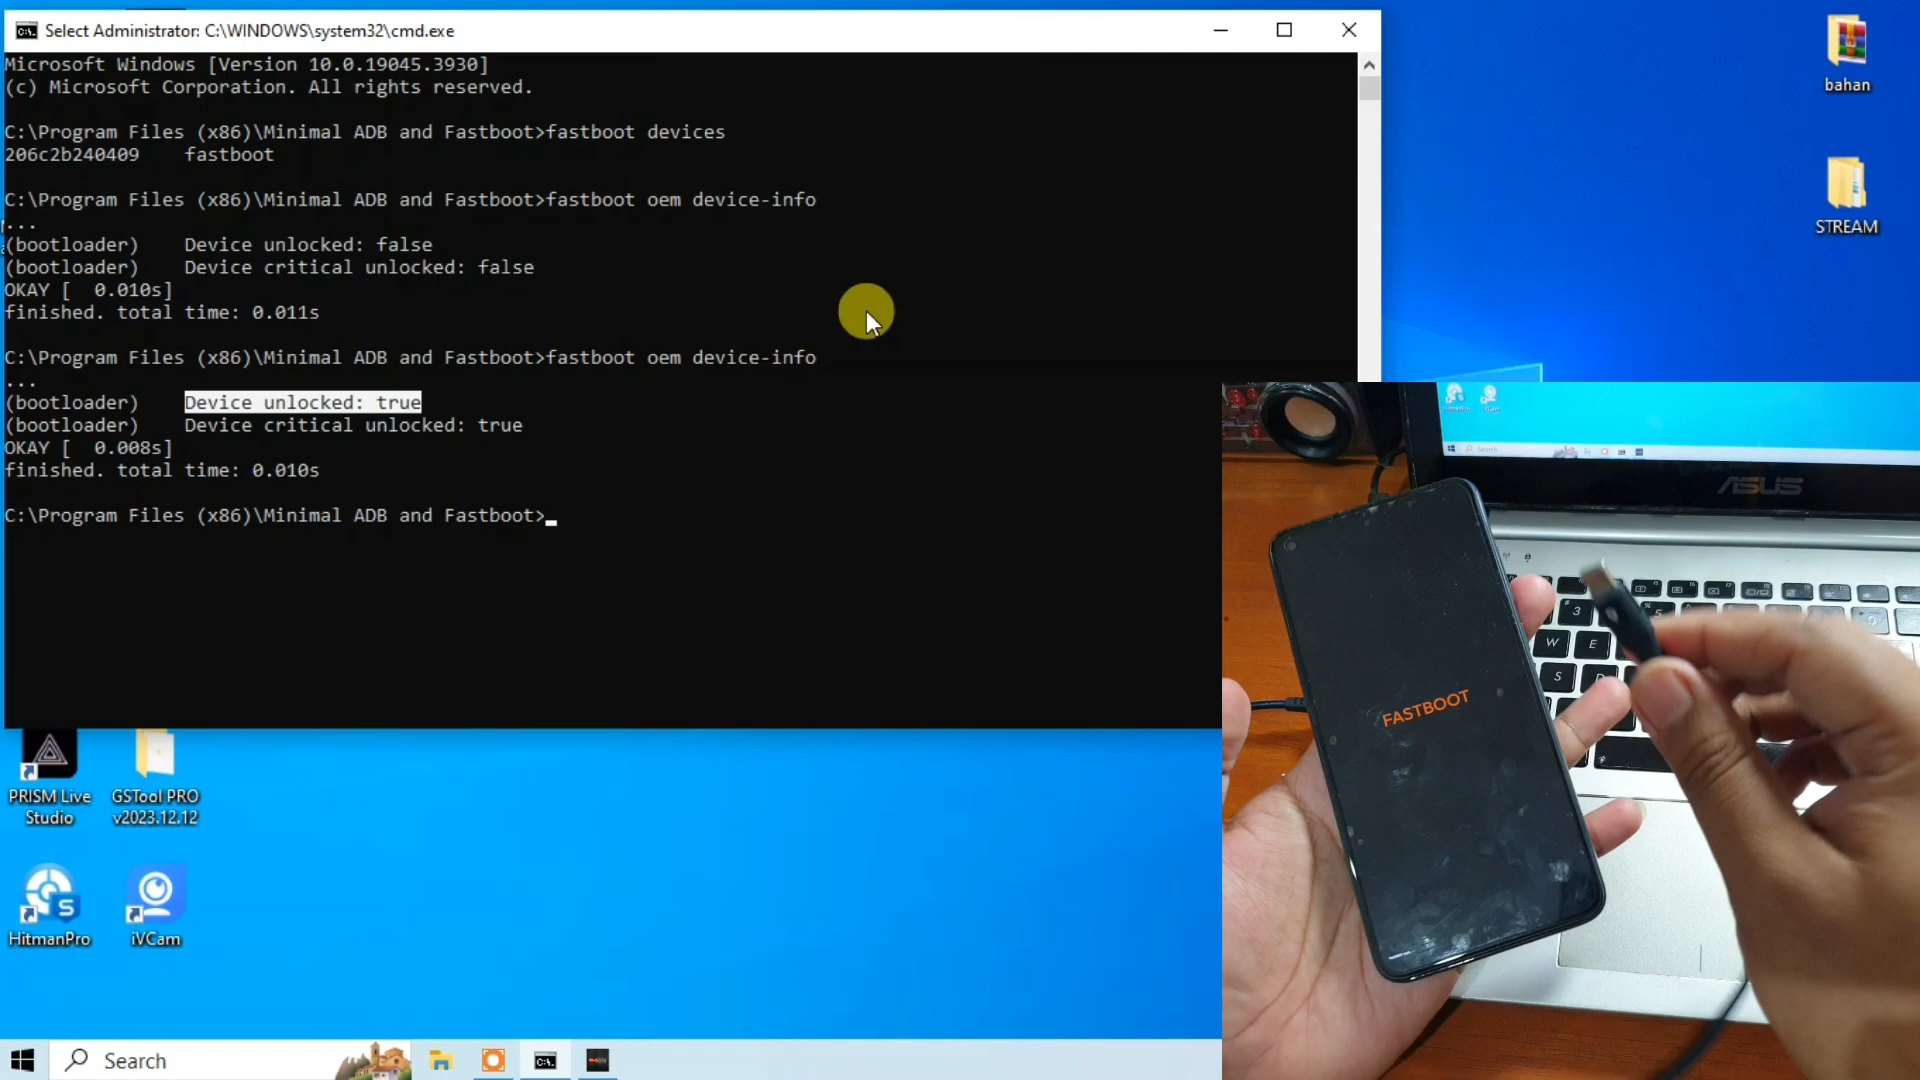 Select Administrator: C:\WINDOWS\system32\cmd.exe
Microsoft Windows [Version 10.0.19045.3930]
(c) Microsoft Corporation. All rights reserved.
C:\Program Files (x86)\Minimal ADB and Fastboot>fastboot devices
206c2b240409    fastboot
C:\Program Files (x86)\Minimal ADB and Fastboot>fastboot oem device-info
...
(bootloader)    Device unlocked: false
(bootloader)    Device critical unlocked: false
OKAY [  0.010s]
finished. total time: 0.011s
C:\Program Files (x86)\Minimal ADB and Fastboot>fastboot oem device-info
...
(bootloader)    Device unlocked: true
(bootloader)    Device critical unlocked: true
OKAY [  0.008s]
finished. total time: 0.010s
C:\Program Files (x86)\Minimal ADB and Fastboot>_
bahan
STREAM
PRISM Live
Studio
GSTool PRO
v2023.12.12
HitmanPro
iVCam
Search
ASUS
FASTBOOT
3
5
W
E
S